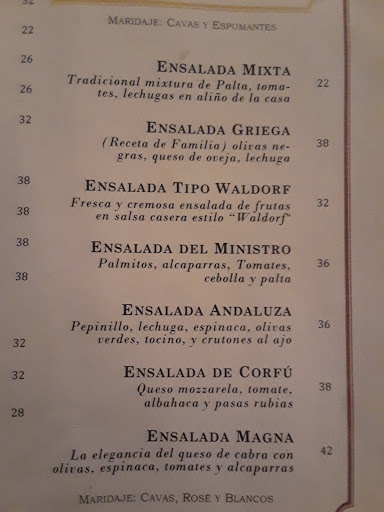 32
MARIDAJE: CAVAS Y ESPUMANTES
22
26
ENSALADA MIXTA
Tradicional mixtura de Palta, toma-
22
26
tes, lechugas en aliño de la casa
32
ENSALADA GRIEGA
(Receta de Familia) olivas ne-
38
gras, queso de oveja, lechuga
38
ENSALADA TIPO WALDORF
Fresca y cremosa ensalada de frutas
32
38
en salsa casera estilo "Waldorf"
38
ENSALADA DEL MINISTRO
Palmitos, alcaparras, Tomates,
36
38
cebolla y palta
ENSALADA ANDALUZA
Pepinillo, lechuga, espinaca, olivas
36
32
verdes, tocino, y crutones al ajo
32
ENSALADA DE CORFÚ
Queso mozzarela, tomate,
38
albahaca y pasas rubias
28
ENSALADA MAGNA
La elegancia del queso de cabra con
42
olivas, espinaca, tomates y alcaparras
MARIDAJE: CAVAS, ROSÉ Y BLANCOS